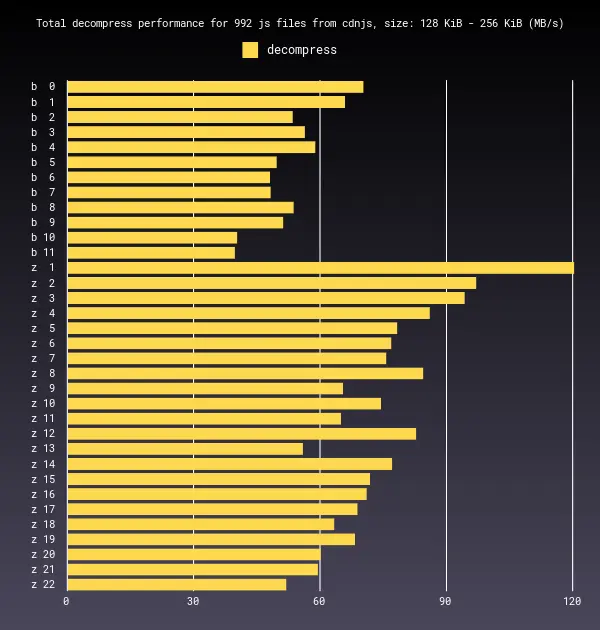 Total decompress performance for 992 js files from cdnjs, size: 128 KiB - 256 KiB (MB/s)
decompress
b 0
b 1
b 2
b 3
b 4
b 5
b 6
b 7
b 8
b 9
b 10
b 11
z 1
z 2
z 3
z 4
z 5
z 6
z 7
z 8
z 9
z 10
z 11
z 12
z 13
z 14
z 15
z 16
z 17
z 18
z 19
z 20
z 21
z 22
0 30 60 90 120